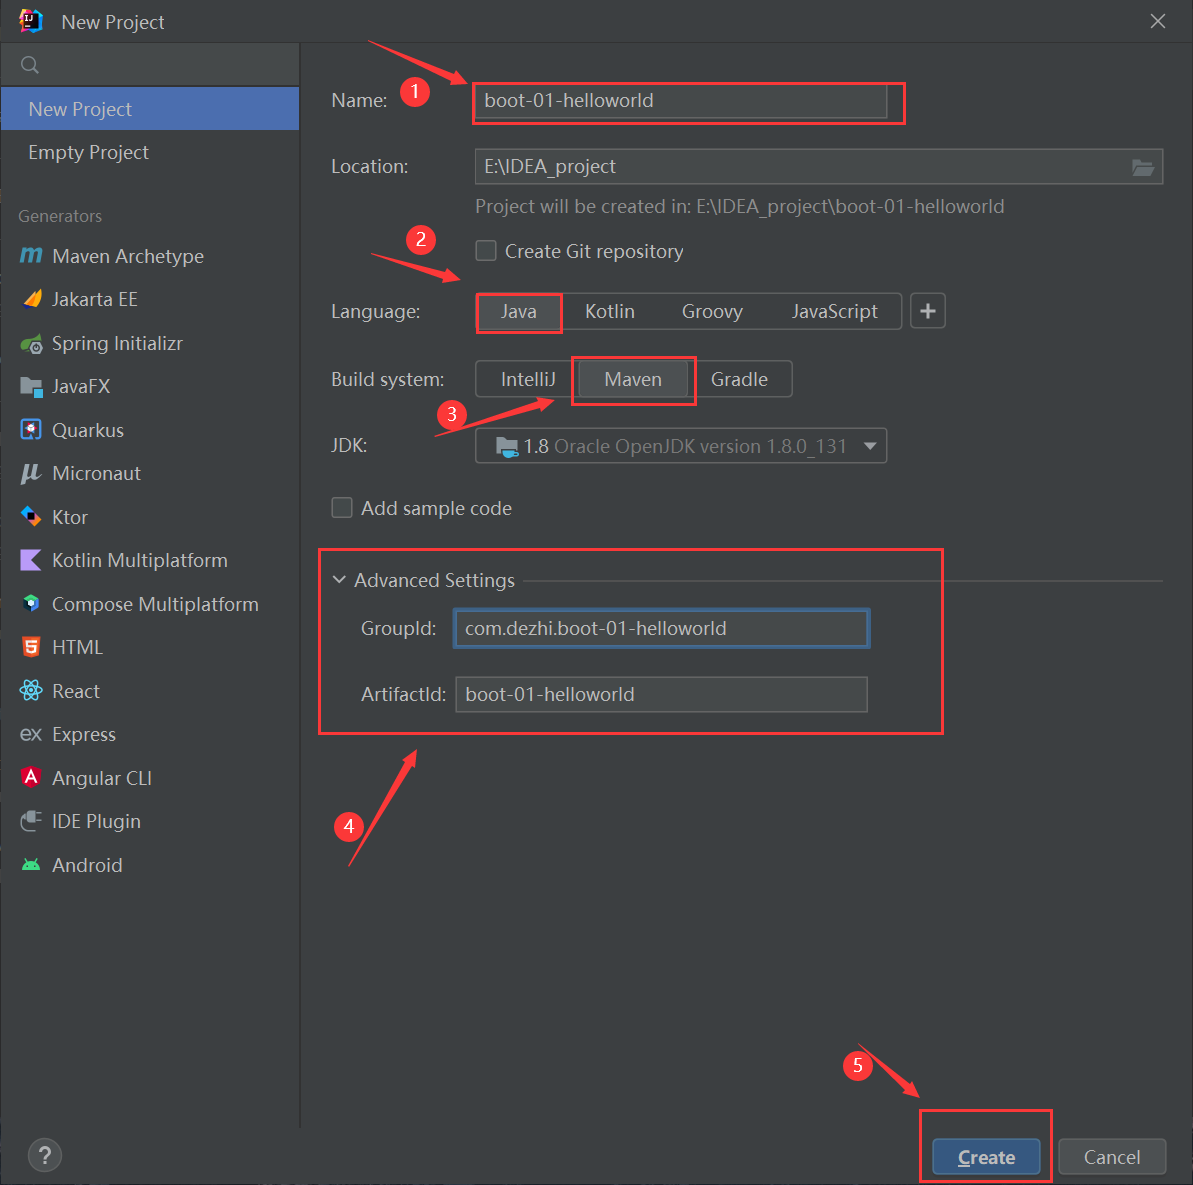 New Project
New Project
Empty Project
Generators
Maven Archetype
Jakarta EE
Spring Initializr
JavaFX
Quarkus
Micronaut
Ktor
Kotlin Multiplatform
Compose Multiplatform
HTML
React
Express
Angular CLI
IDE Plugin
Android
Name: 1 boot-01-helloworld
Location: E:\IDEA_project
Project will be created in: E:\IDEA_project\boot-01-helloworld
2 Create Git repository
Language: Java Kotlin Groovy JavaScript +
Build system: IntelliJ Maven Gradle
3
JDK: 1.8 Oracle OpenJDK version 1.8.0_131
Add sample code
Advanced Settings
GroupId: com.dezhi.boot-01-helloworld
ArtifactId: boot-01-helloworld
4
5
? Create Cancel